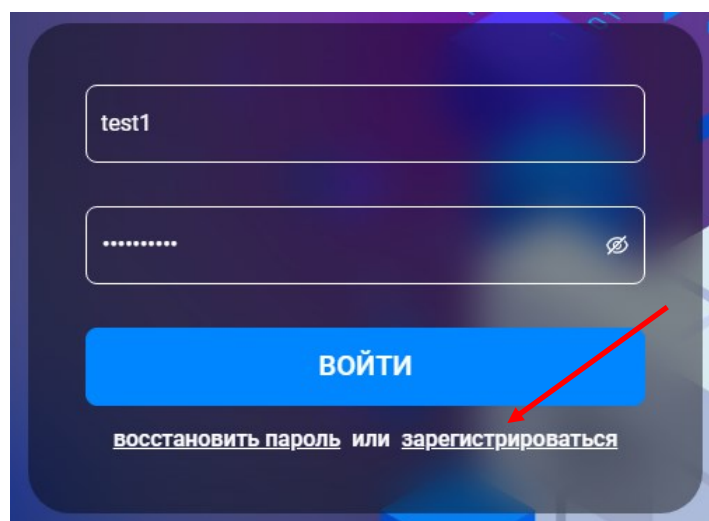 test1
••••••••••
ВОЙТИ
восстановить пароль или зарегистрироваться